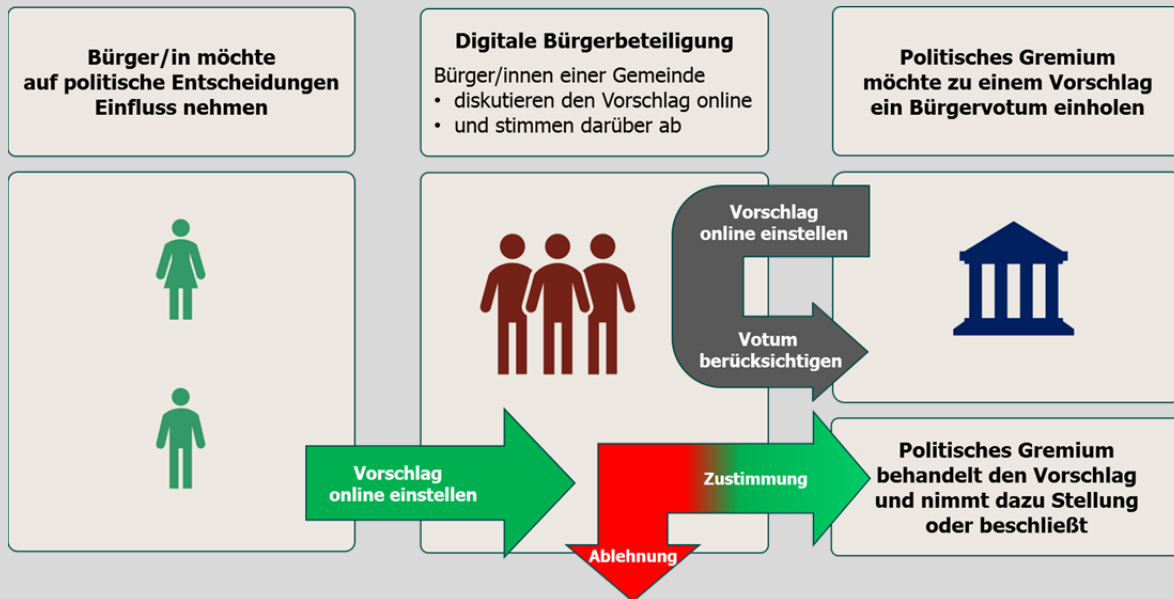 Bürger/in möchte
auf politische Entscheidungen
Einfluss nehmen
Digitale Bürgerbeteiligung
Bürger/innen einer Gemeinde
• diskutieren den Vorschlag online
• und stimmen darüber ab
Politisches Gremium
möchte zu einem Vorschlag
ein Bürgervotum einholen
Vorschlag
online einstellen
Votum
berücksichtigen
Vorschlag
online einstellen
Zustimmung
Ablehnung
Politisches Gremium
behandelt den Vorschlag
und nimmt dazu Stellung
oder beschließt